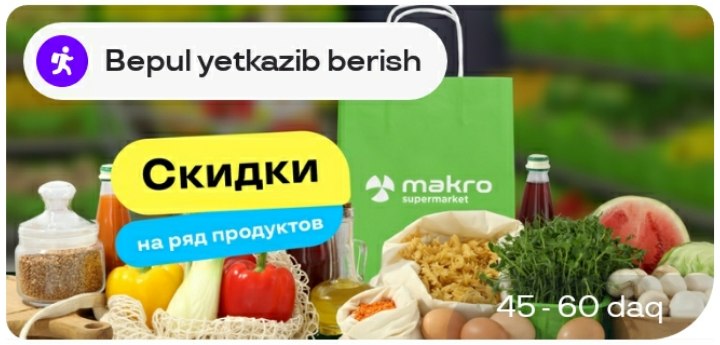 Bepul yetkazib berish
Скидки
на ряд продуктов
makro
supermarket
45 - 60 daq